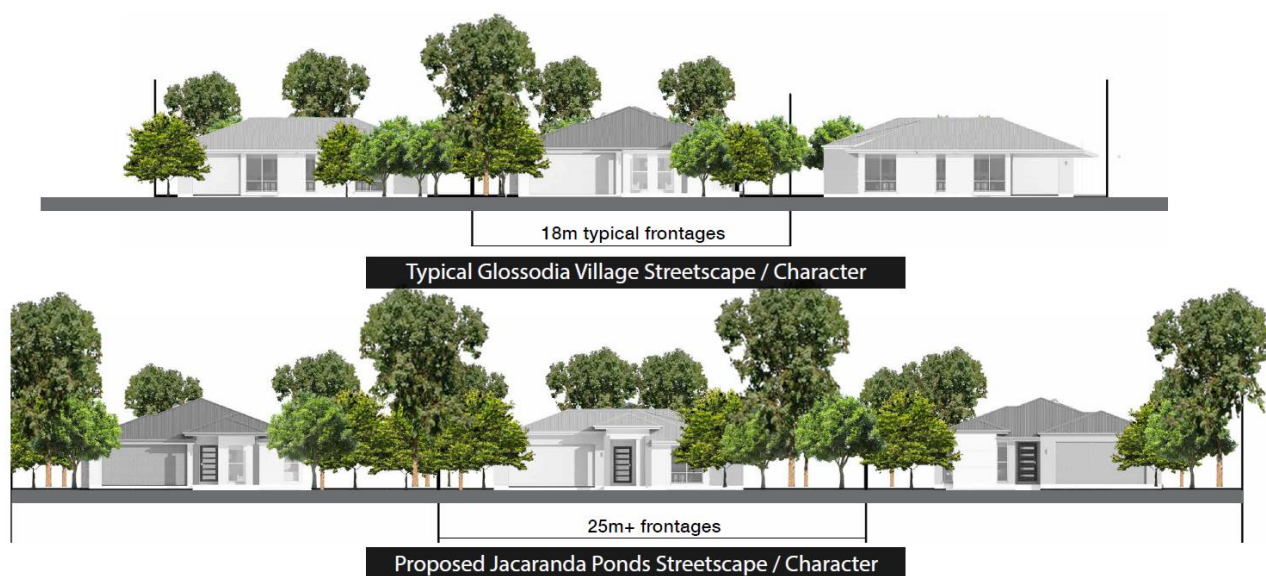 18m typical frontages
Typical Glossodia Village Streetscape / Character
25m+ frontages
Proposed Jacaranda Ponds Streetscape / Character